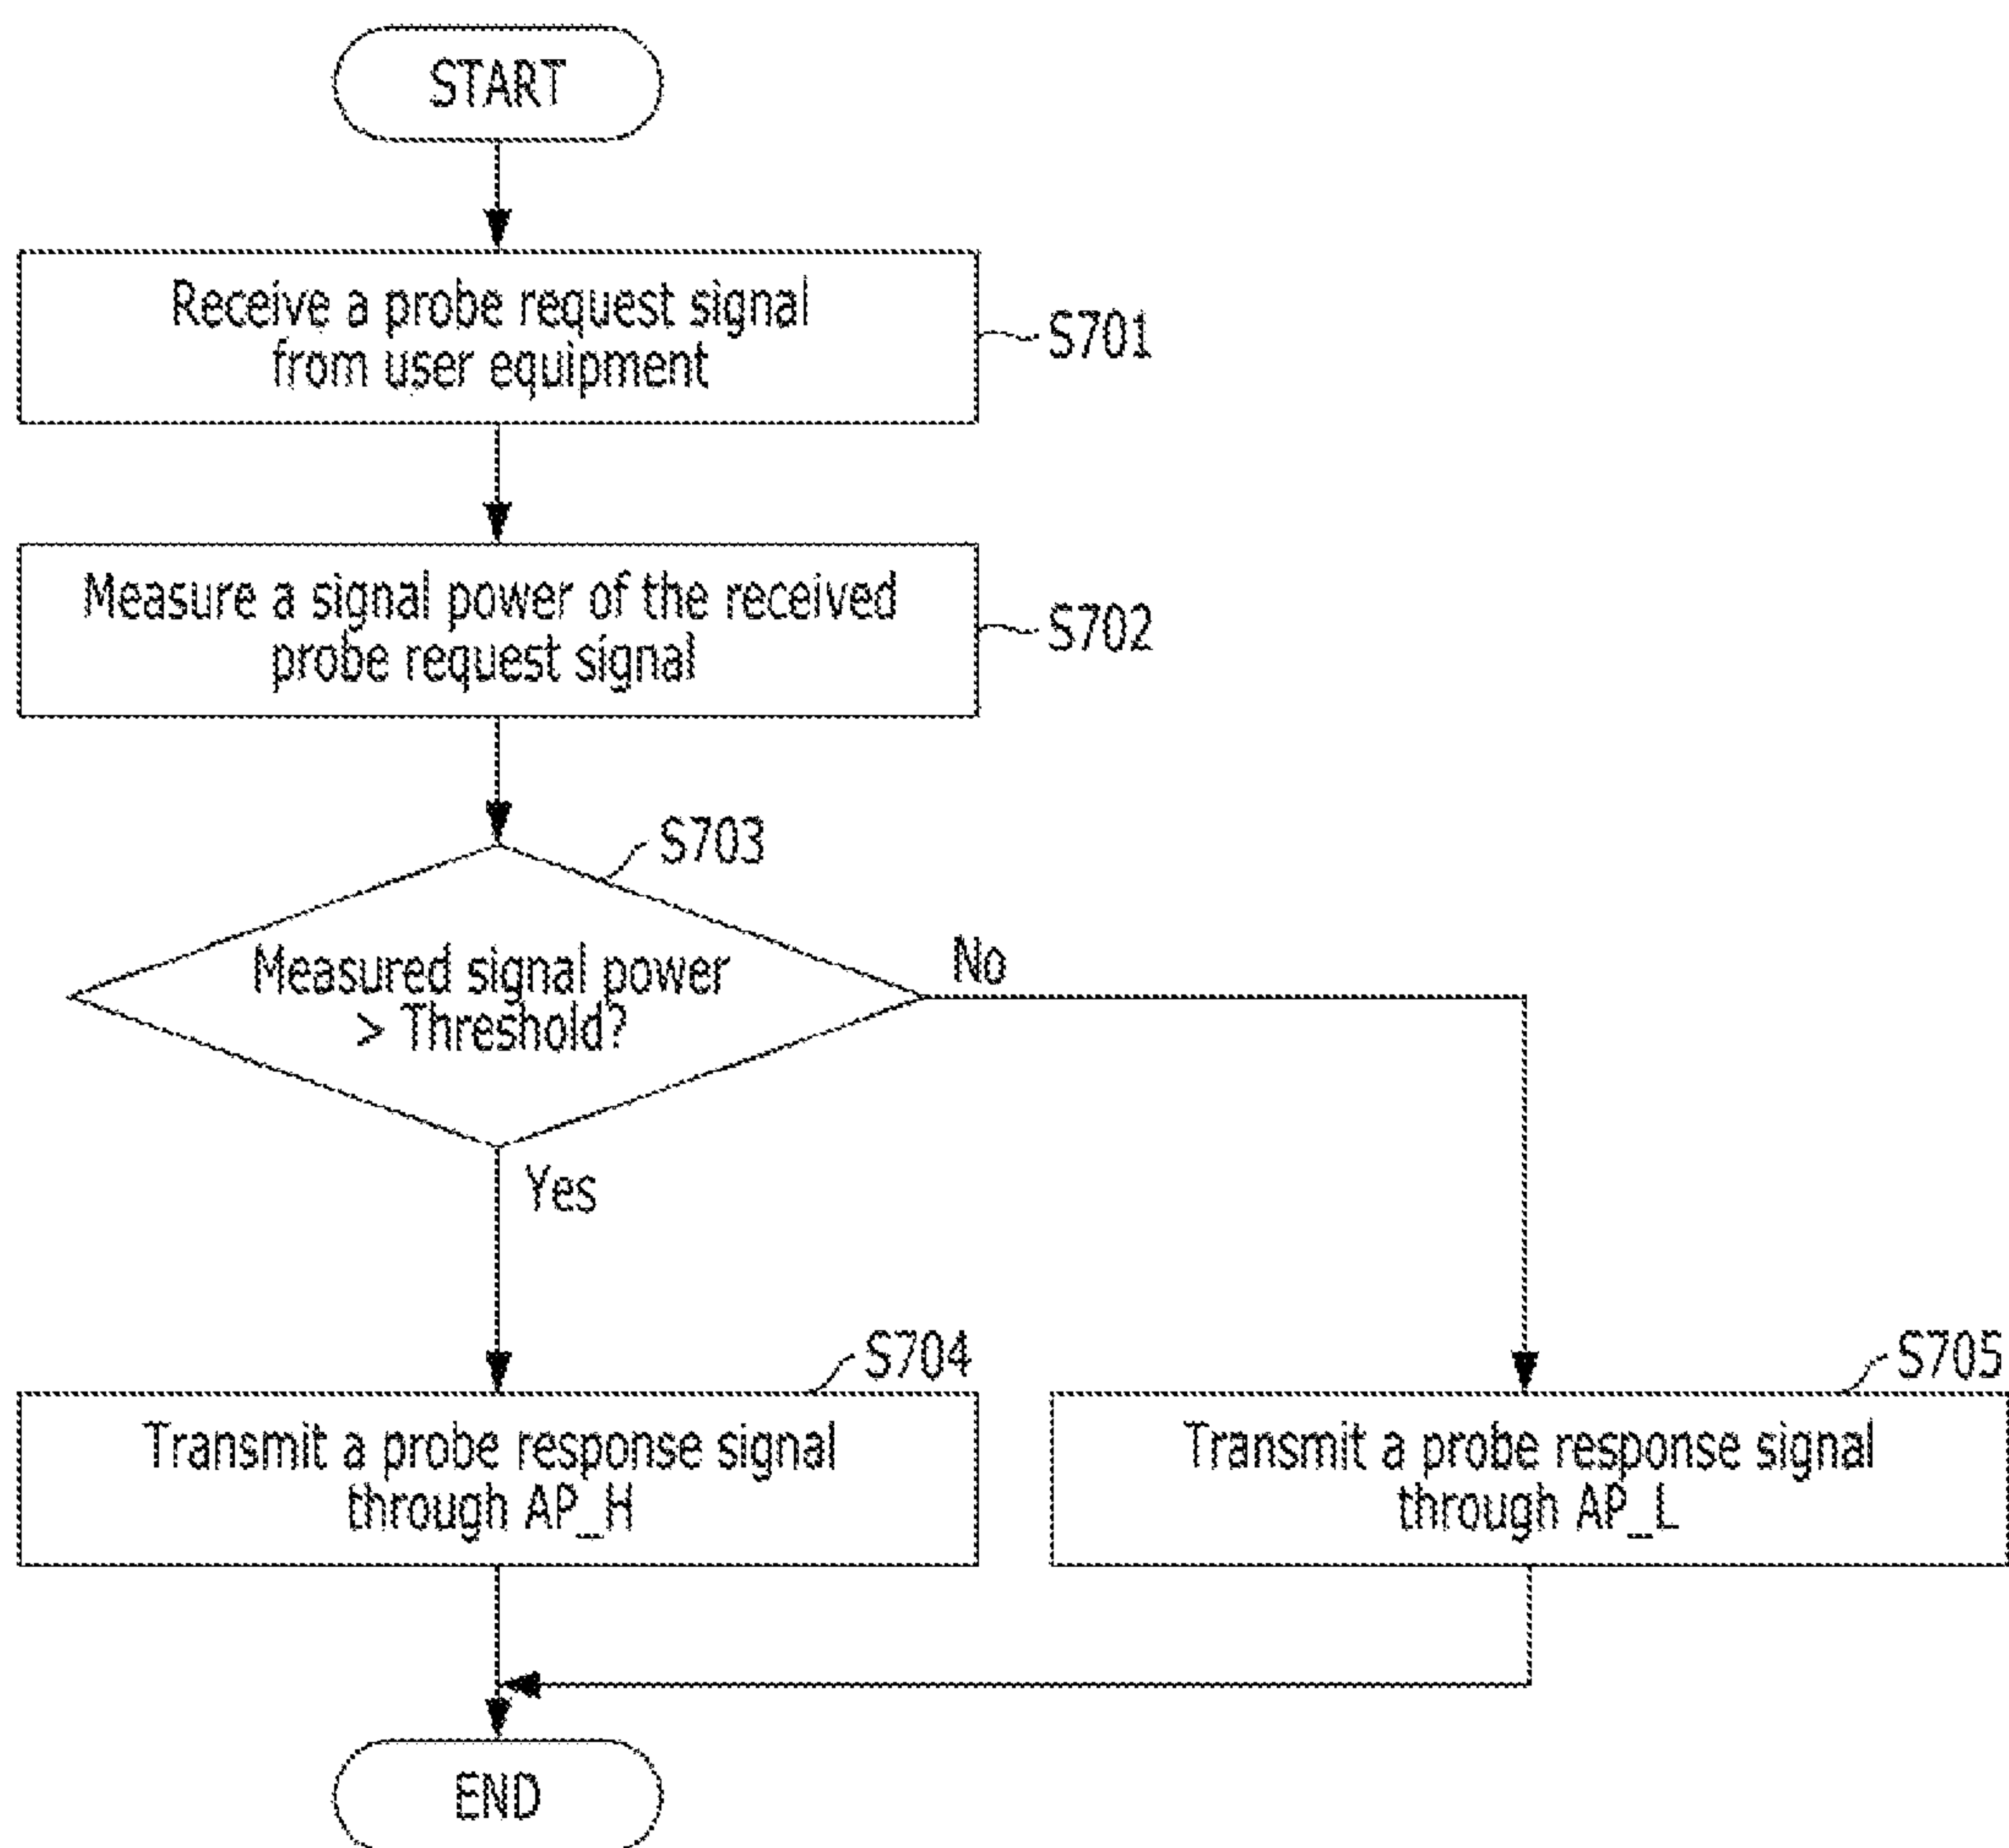 START
Receive a probe request signal
from user equipment
S701
Measure a signal power of the received
probe request signal
S702
S703
Measured signal power
> Threshold?
No
Yes
S704
Transmit a probe response signal
through AP_H
S705
Transmit a probe response signal
through AP_L
END